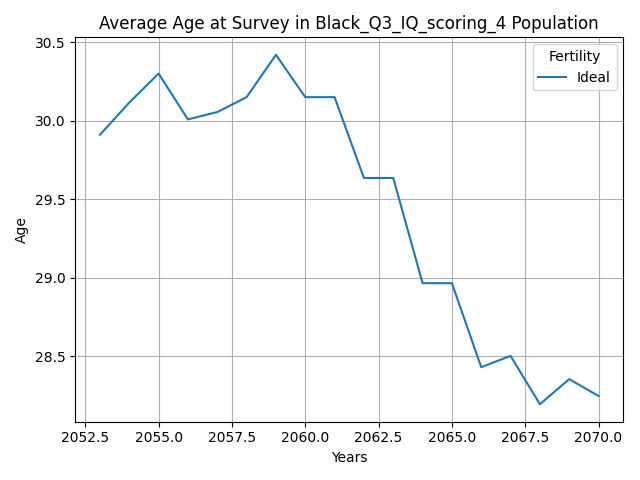 Average Age at Survey in Black_Q3_IQ_scoring_4 Population
Fertility
Ideal
30.5
30.0
29.5
29.0
28.5
Age
2052.5 2055.0 2057.5 2060.0 2062.5 2065.0 2067.5 2070.0
Years